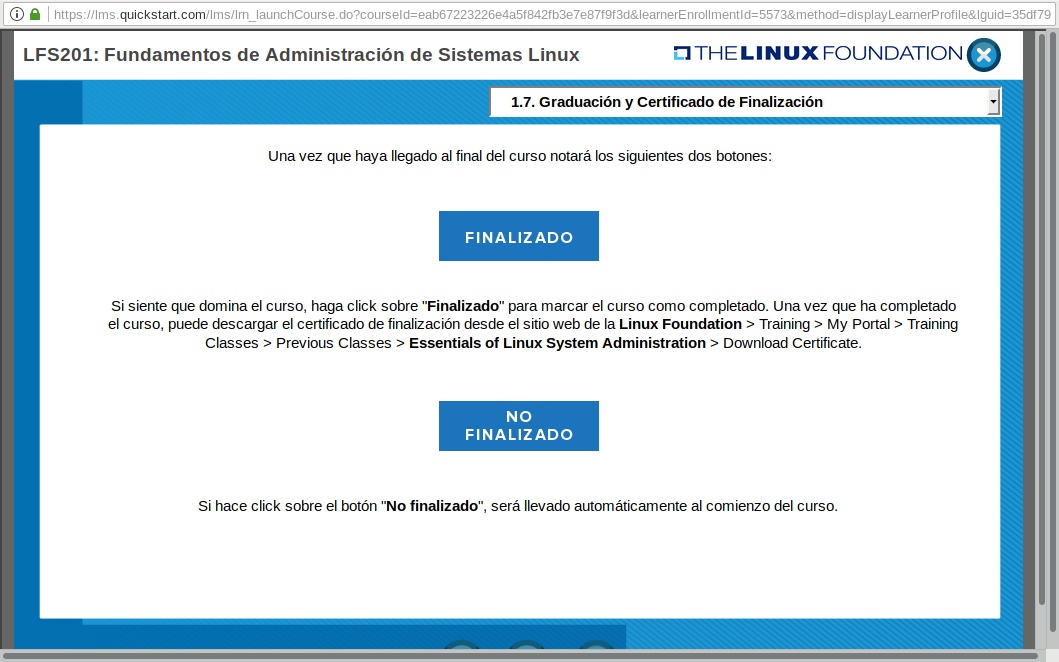 https://lms.quickstart.com/lms/lrn_launchCourse.do?courseId=eab67223226e4a5f842fb3e7e87f9f3d&learnerEnrollmentId=5573&method=displayLearnerProfile&lguid=35df79
LFS201: Fundamentos de Administración de Sistemas Linux
THE LINUX FOUNDATION
1.7. Graduación y Certificado de Finalización
Una vez que haya llegado al final del curso notará los siguientes dos botones:
FINALIZADO
Si siente que domina el curso, haga click sobre "Finalizado" para marcar el curso como completado. Una vez que ha completado
el curso, puede descargar el certificado de finalización desde el sitio web de la Linux Foundation > Training > My Portal > Training
Classes > Previous Classes > Essentials of Linux System Administration > Download Certificate.
NO
FINALIZADO
Si hace click sobre el botón "No finalizado", será llevado automáticamente al comienzo del curso.